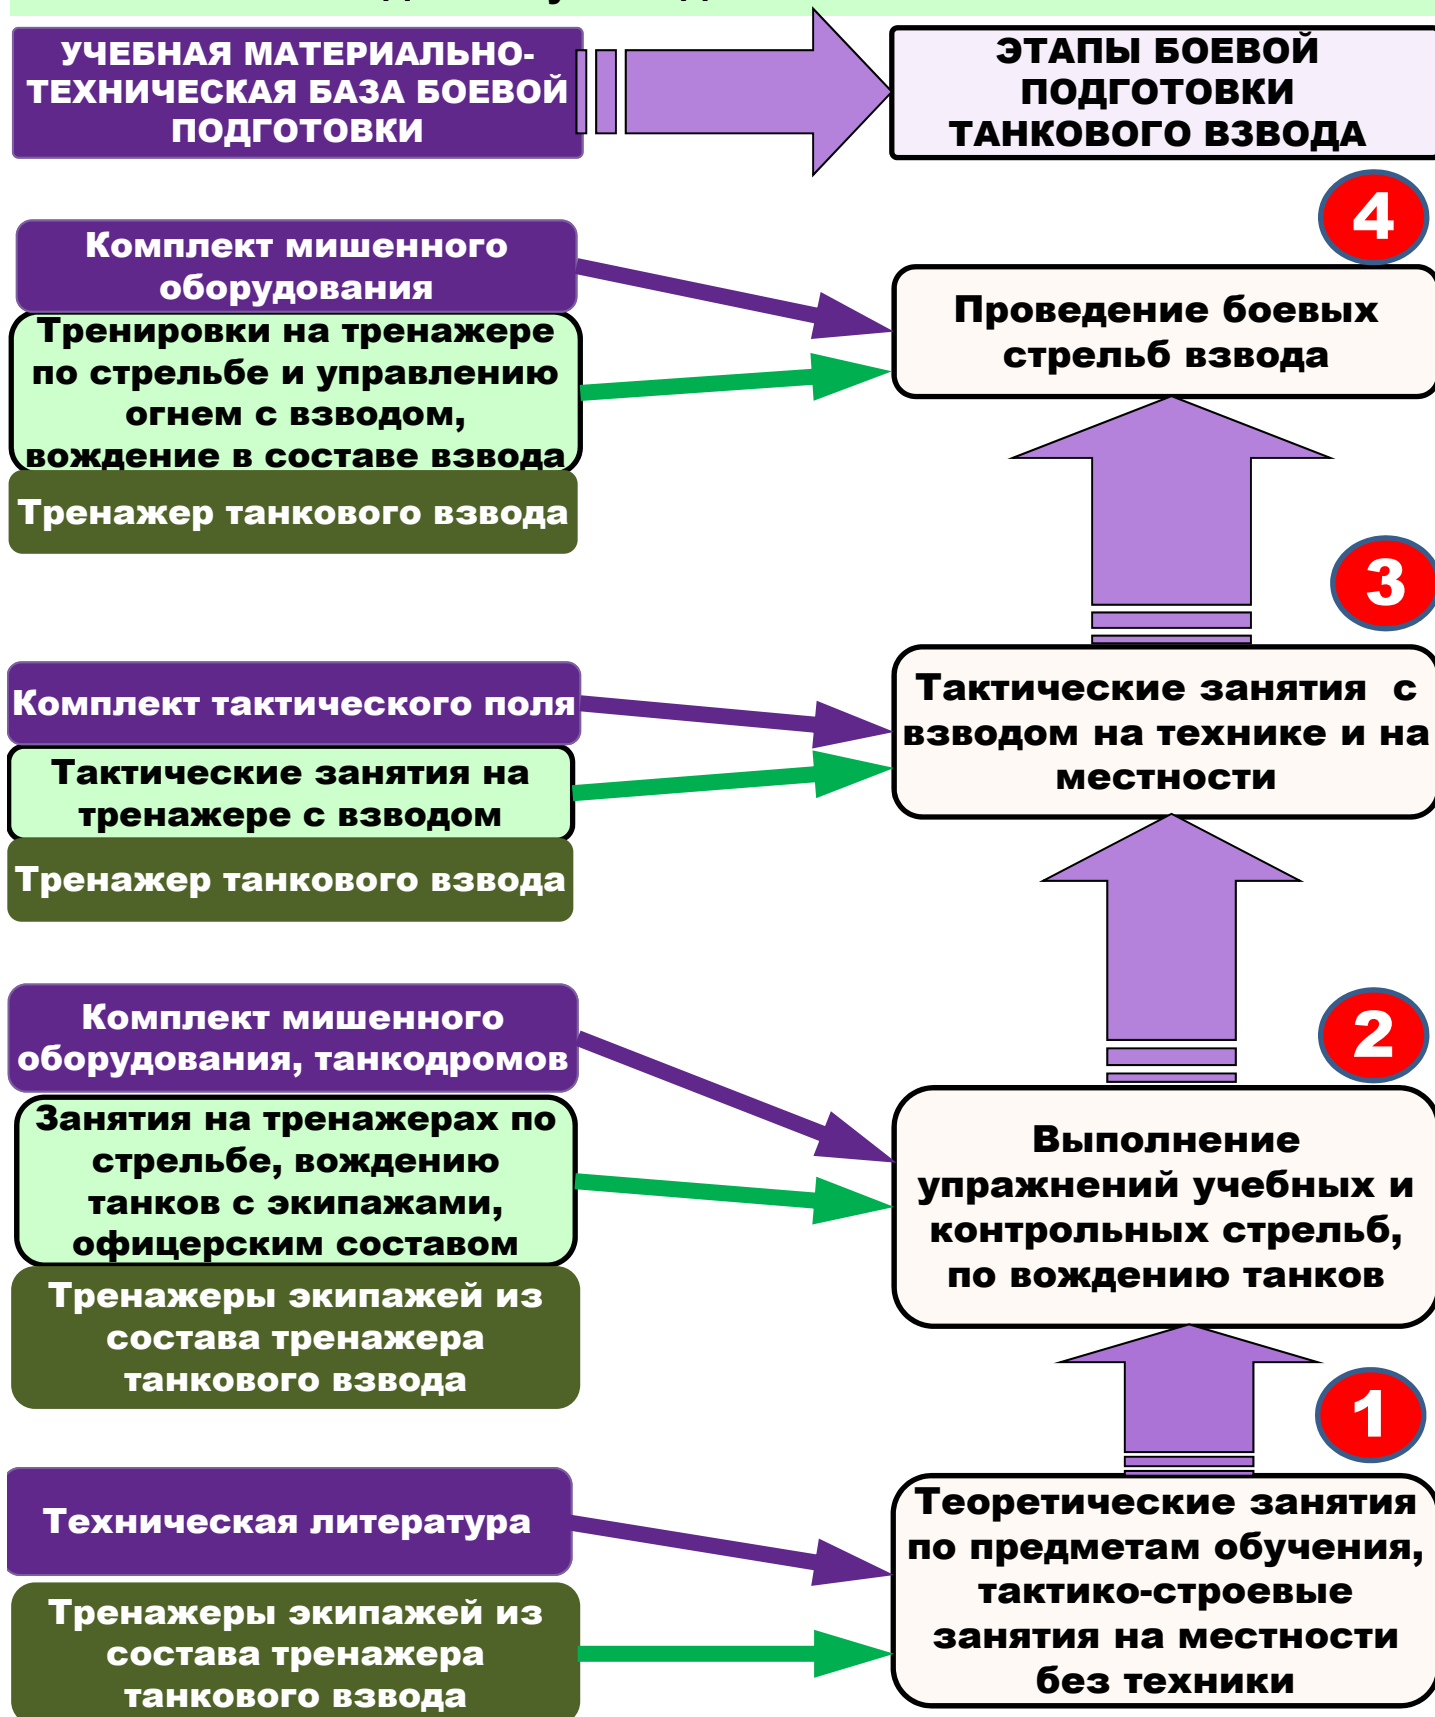 УЧЕБНАЯ МАТЕРИАЛЬНО-
ТЕХНИЧЕСКАЯ БАЗА БОЕВОЙ
ПОДГОТОВКИ
ЭТАПЫ БОЕВОЙ
ПОДГОТОВКИ
ТАНКОВОГО ВЗВОДА
4
Комплект мишенного
оборудования
Тренировки на тренажере
по стрельбе и управлению
огнем с взводом,
вождение в составе взвода
Тренажер танкового взвода
Проведение боевых
стрельб взвода
3
Комплект тактического поля
Тактические занятия на
тренажере с взводом
Тренажер танкового взвода
Тактические занятия с
взводом на технике и на
местности
2
Комплект мишенного
оборудования, танкодромов
Занятия на тренажерах по
стрельбе, вождению
танков с экипажами,
офицерским составом
Тренажеры экипажей из
состава тренажера
танкового взвода
Выполнение
упражнений учебных и
контрольных стрельб,
по вождению танков
1
Техническая литература
Тренажеры экипажей из
состава тренажера
танкового взвода
Теоретические занятия
по предметам обучения,
тактико-строевые
занятия на местности
без техники